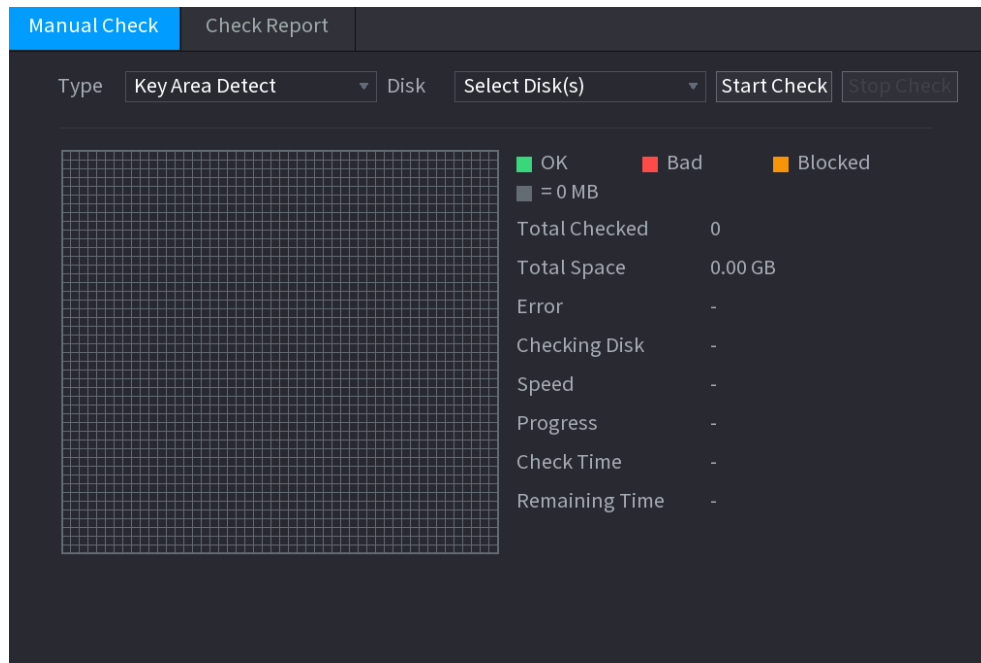 Manual Check Check Report
Type Key Area Detect Disk Select Disk(s) Start Check Stop Check
OK Bad Blocked
= 0 MB
Total Checked 0
Total Space 0.00 GB
Error -
Checking Disk -
Speed -
Progress -
Check Time -
Remaining Time -